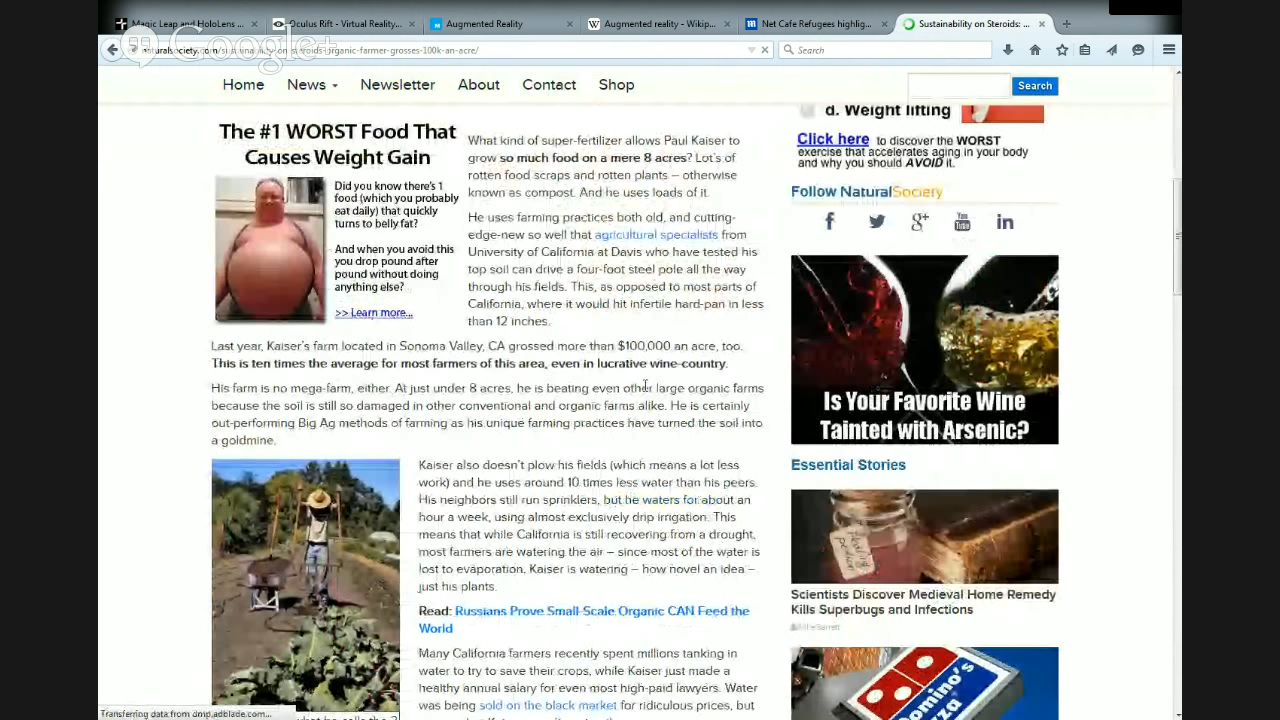 Magic Leap and HoloLens ...
Oculus Rift - Virtual Reality...
Augmented Reality
Augmented reality - Wikip...
Net Cafe Refugees highlig...
Sustainability on Steroids: ...
naturalsociety.com/sustainability-on-steroids-organic-farmer-grosses-100k-an-acre/
Search
Google+
Home
News
Newsletter
About
Contact
Shop
Search
The #1 WORST Food That
Causes Weight Gain
Did you know there's 1
food (which you probably
eat daily) that quickly
turns to belly fat?
And when you avoid this
you drop pound after
pound without doing
anything else?
>> Learn more...
What kind of super-fertilizer allows Paul Kaiser to
grow so much food on a mere 8 acres? Lot's of
rotten food scraps and rotten plants – otherwise
known as compost. And he uses loads of it.
He uses farming practices both old, and cutting-
edge-new so well that agricultural specialists from
University of California at Davis who have tested his
top soil can drive a four-foot steel pole all the way
through his fields. This, as opposed to most parts of
California, where it would hit infertile hard-pan in less
than 12 inches.
Last year, Kaiser's farm located in Sonoma Valley, CA grossed more than $100,000 an acre, too.
This is ten times the average for most farmers of this area, even in lucrative wine-country.
His farm is no mega-farm, either. At just under 8 acres, he is beating even other large organic farms
because the soil is still so damaged in other conventional and organic farms alike. He is certainly
out-performing Big Ag methods of farming as his unique farming practices have turned the soil into
a goldmine.
Kaiser also doesn't plow his fields (which means a lot less
work) and he uses around 10 times less water than his peers.
His neighbors still run sprinklers, but he waters for about an
hour a week, using almost exclusively drip irrigation. This
means that while California is still recovering from a drought,
most farmers are watering the air – since most of the water is
lost to evaporation, Kaiser is watering – how novel an idea –
just his plants.
Read: Russians Prove Small-Scale Organic CAN Feed the
World
Many California farmers recently spent millions tanking in
water to try to save their crops, while Kaiser just made a
healthy annual salary for even most high-paid lawyers. Water
was being sold on the black market for ridiculous prices, but
d. Weight lifting
Click here to discover the WORST
exercise that accelerates aging in your body
and why you should AVOID it.
Follow NaturalSociety
You
Tube
Is Your Favorite Wine
Tainted with Arsenic?
Essential Stories
Scientists Discover Medieval Home Remedy
Kills Superbugs and Infections
Domino's
Transferring data from dmp.adblade.com...